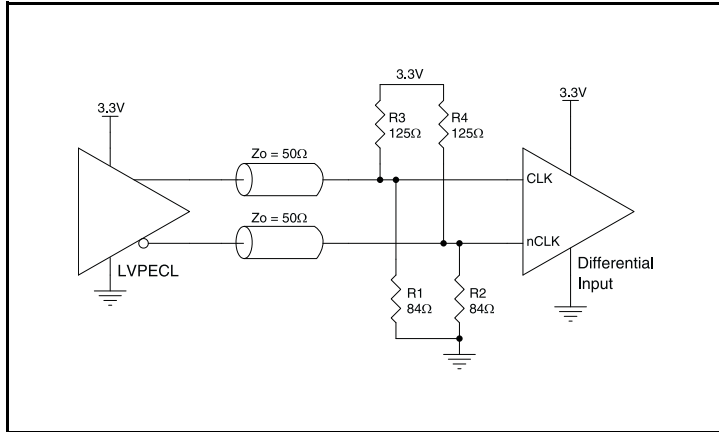 3.3V
3.3V
3.3V
R3
125Ω
R4
125Ω
Zo = 50Ω
CLK
Zo = 50Ω
nCLK
LVPECL
Differential
Input
R1
84Ω
R2
84Ω